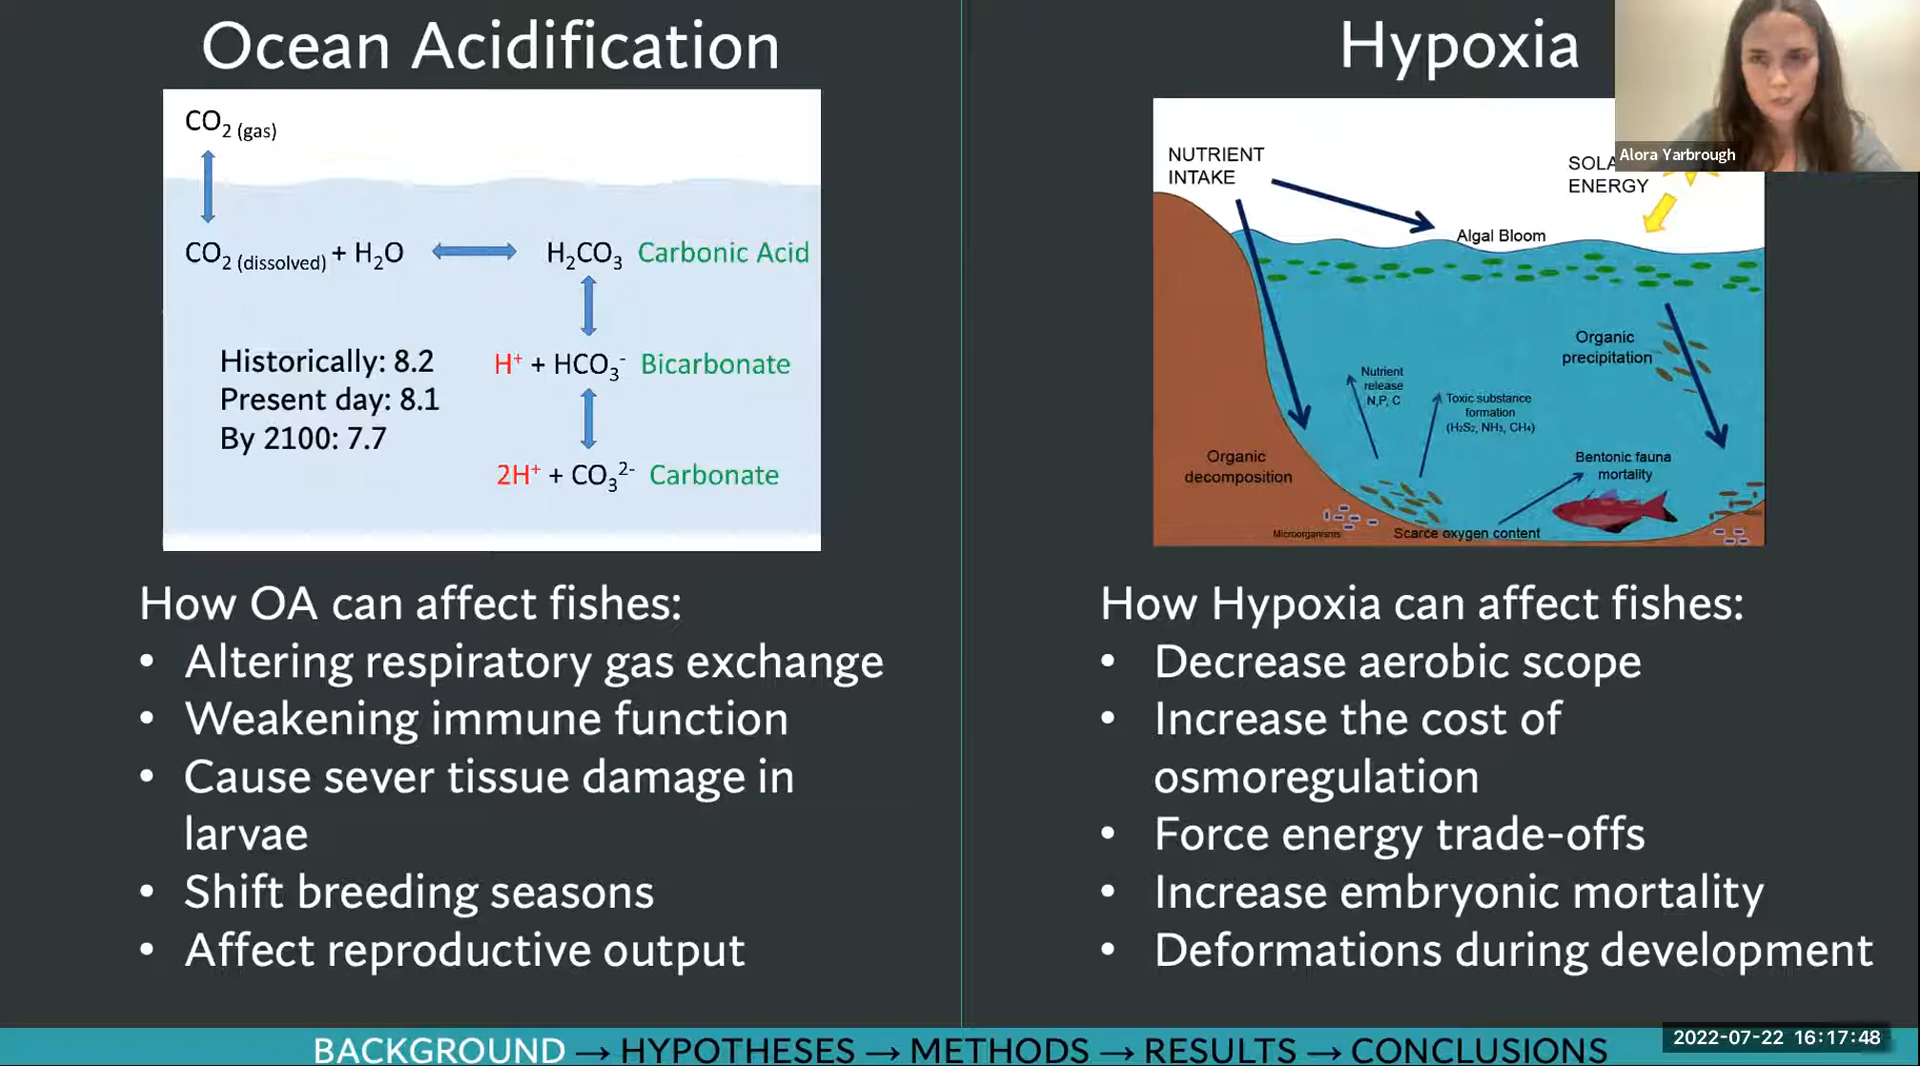 Ocean Acidification
CO2 (gas)
CO2 (dissolved) + H2O
H2CO3 Carbonic Acid
Historically: 8.2
Present day: 8.1
By 2100: 7.7
H+ + HCO3- Bicarbonate
2H+ + CO3 2- Carbonate
How OA can affect fishes:
• Altering respiratory gas exchange
• Weakening immune function
• Cause sever tissue damage in
larvae
• Shift breeding seasons
• Affect reproductive output
Hypoxia
Alora Yarbrough
NUTRIENT
INTAKE
SOLA
ENERGY
Algal Bloom
Organic
precipitation
Nutrient
release
N,P, C
Toxic substance
formation
(H2S2, NH3, CH4)
Organic
decomposition
Bentonic fauna
mortality
Microorganisms
Scarce oxygen content
How Hypoxia can affect fishes:
• Decrease aerobic scope
• Increase the cost of
osmoregulation
• Force energy trade-offs
• Increase embryonic mortality
• Deformations during development
BACKGROUND → HYPOTHESES → METHODS → RESULTS → CONCLUSIONS
2022-07-22 16:17:48